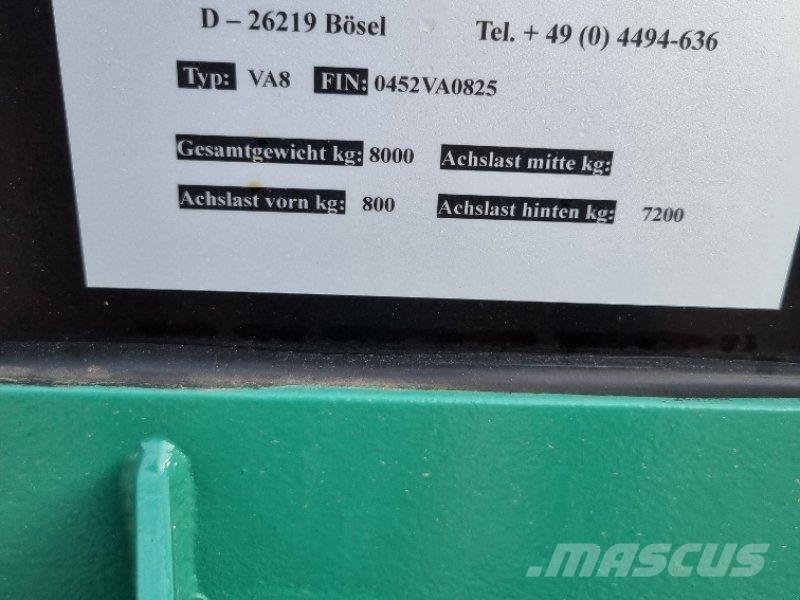 D – 26219 Bösel Tel. + 49 (0) 4494-636
Typ: VA8 FIN: 0452VA0825
Gesamtgewicht kg: 8000 Achslast mitte kg:
Achslast vorn kg: 800 Achslast hinten kg: 7200
MASCUS